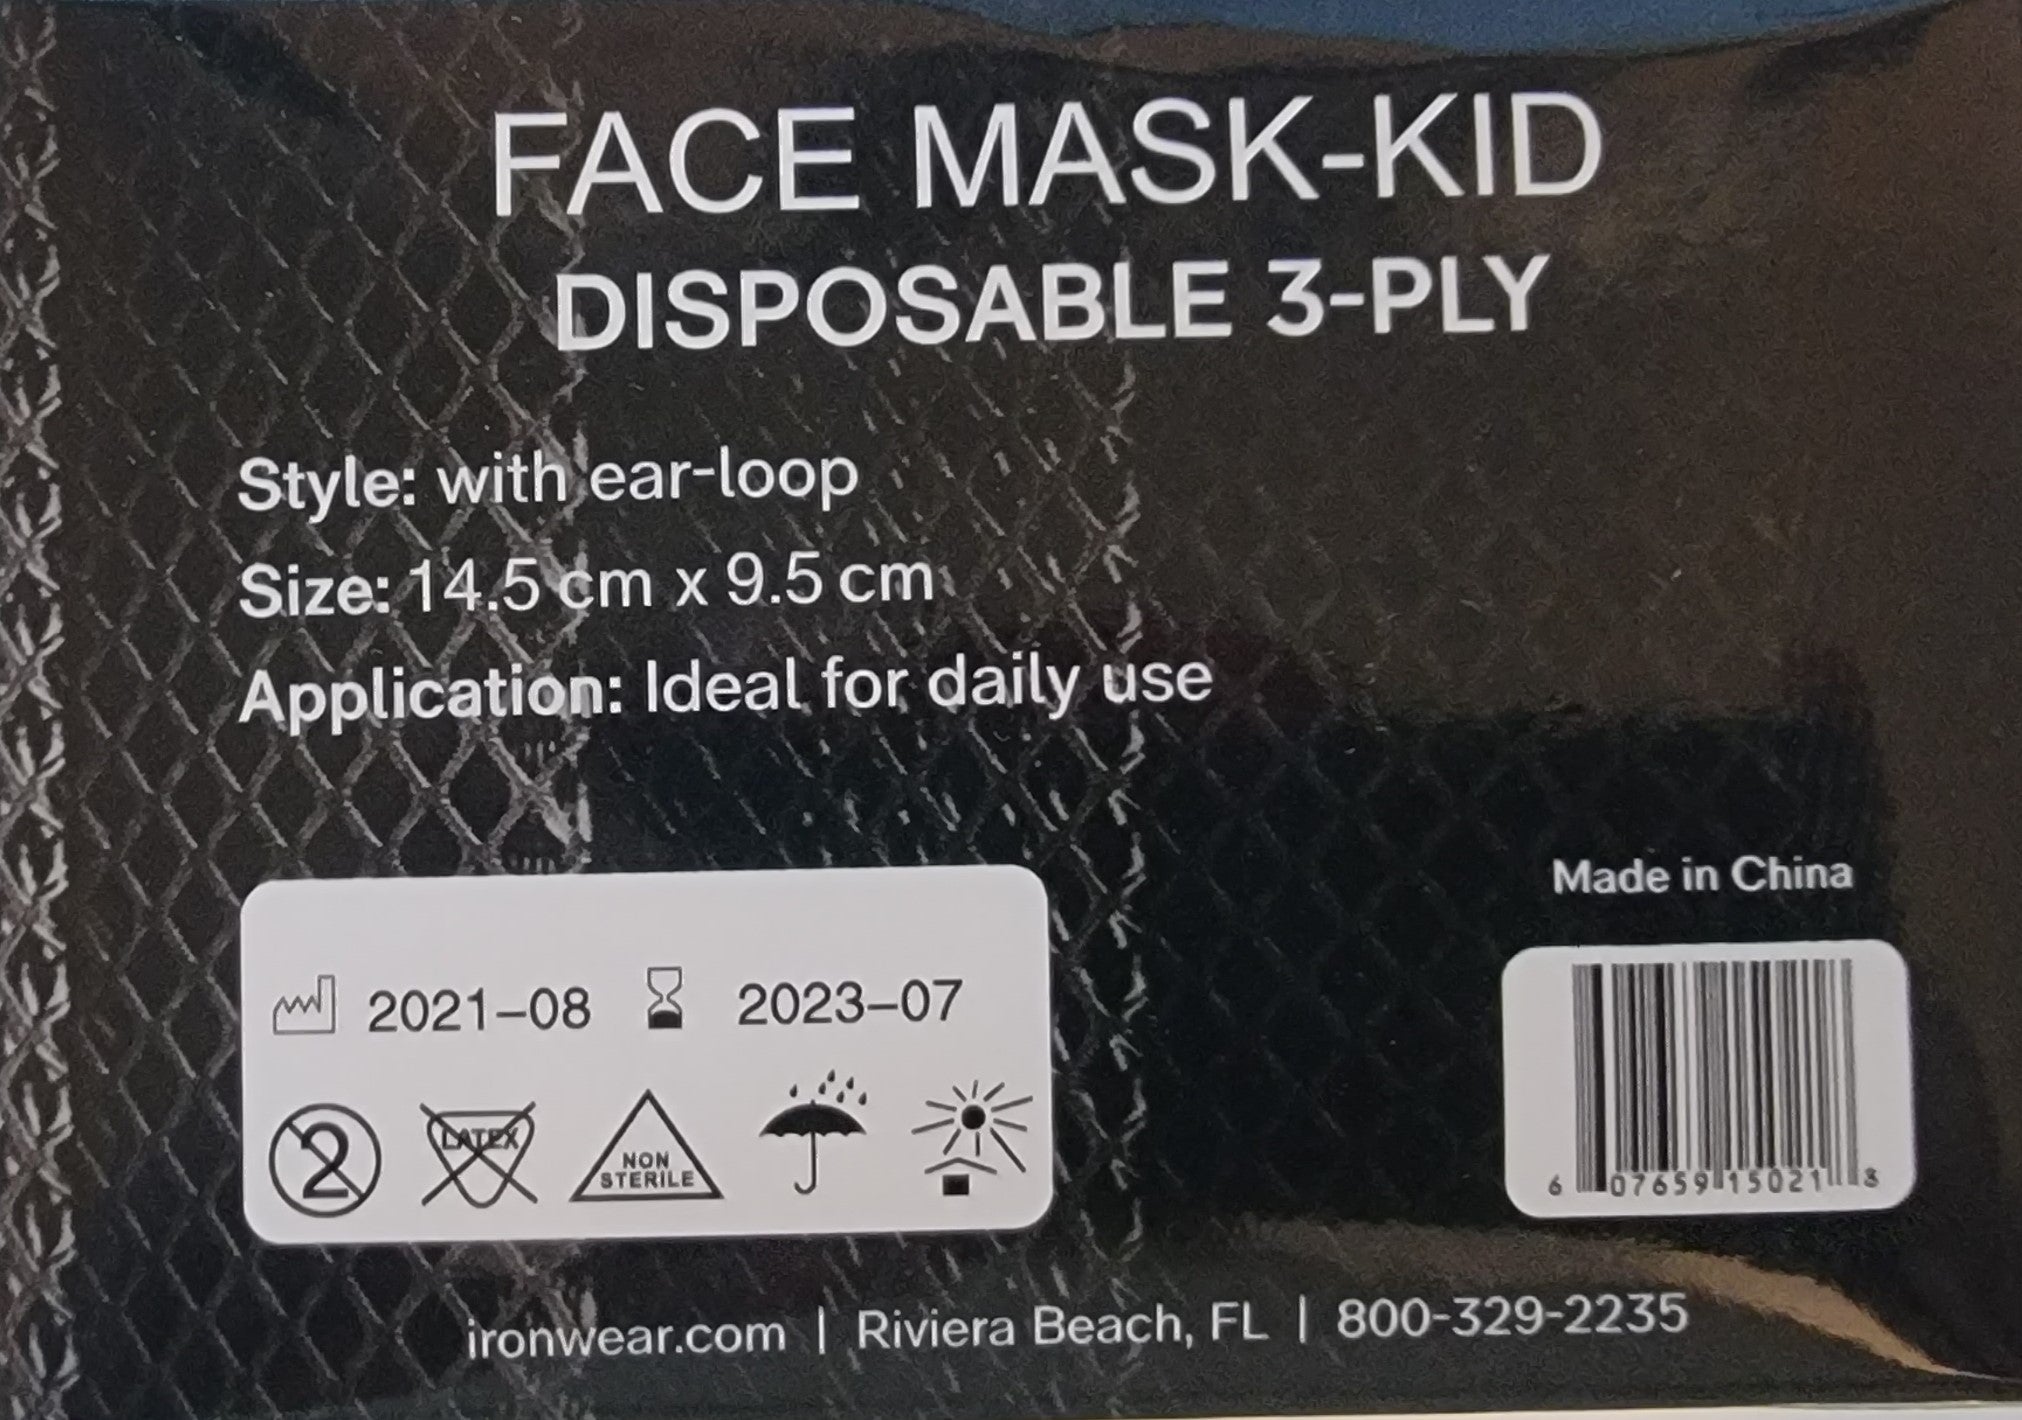 FACE MASK-KID
DISPOSABLE 3-PLY
Style: with ear-loop
Size: 14.5 cm x 9.5 cm
Application: Ideal for daily use
Made in China
2021-08 2023-07
2 LATEX NON STERILE
6 07659 15021 8
ironwear.com | Riviera Beach, FL | 800-329-2235